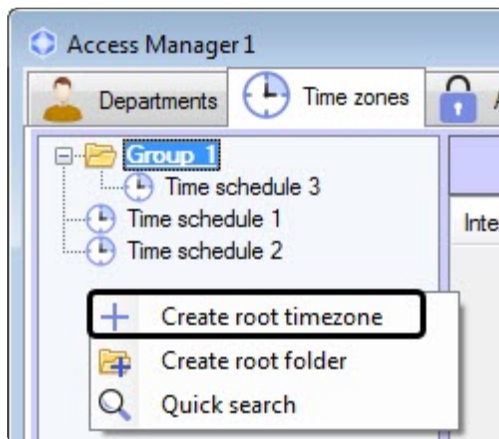 Access Manager 1
Departments
Time zones
A
Group 1
Time schedule 3
Time schedule 1
Time schedule 2
Inte
Create root timezone
Create root folder
Quick search